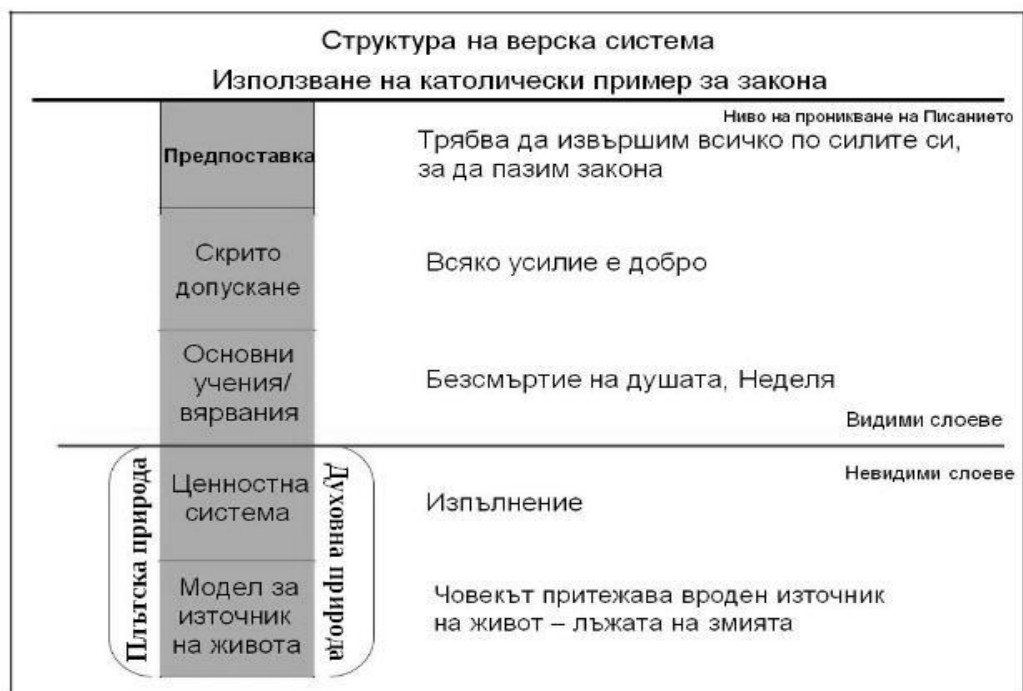 Структура на верска система
Използване на католически пример за закона
Ниво на проникване на Писанието
Предпоставка
Трябва да извършим всичко по силите си,
за да пазим закона
Скрито
допускане
Всяко усилие е добро
Основни
учения/
вярвания
Безсмъртие на душата, Неделя
Видими слоеве
Невидими слоеве
Плътска природа
Ценностна
система
Духовна природа
Изпълнение
Модел за
източник
на живота
Човекът притежава вроден източник
на живот – лъжата на змията